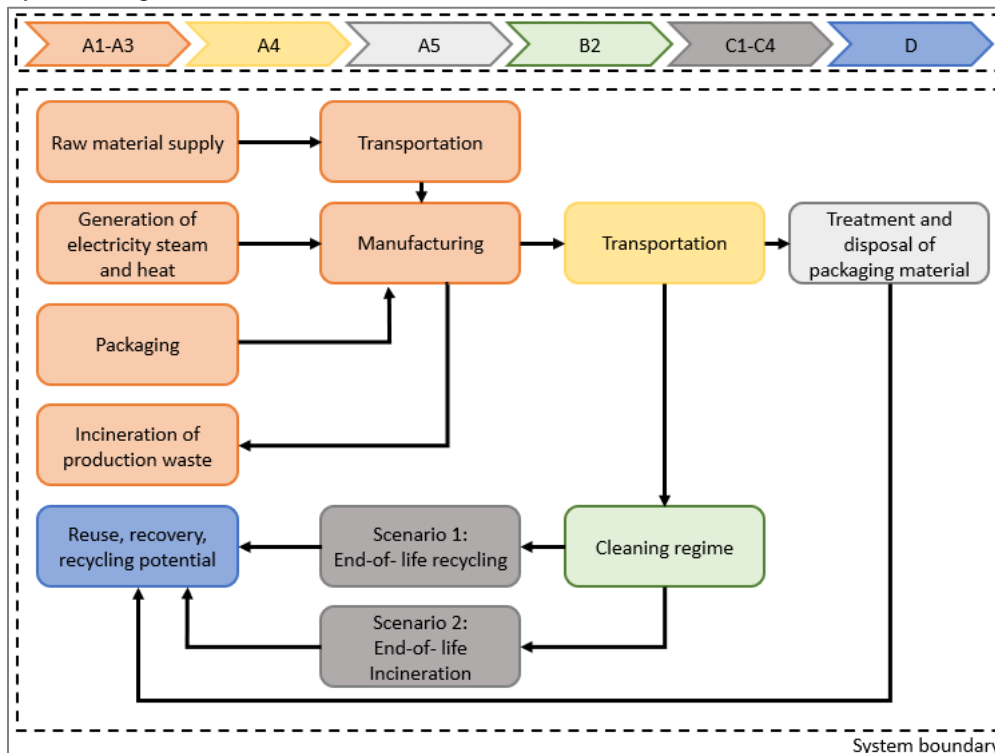 A1-A3
A4
A5
B2
C1-C4
D
Raw material supply
Transportation
Generation of
electricity steam
and heat
Manufacturing
Transportation
Treatment and
disposal of
packaging material
Packaging
Incineration of
production waste
Reuse, recovery,
recycling potential
Scenario 1:
End-of- life recycling
Cleaning regime
Scenario 2:
End-of- life
Incineration
System boundary